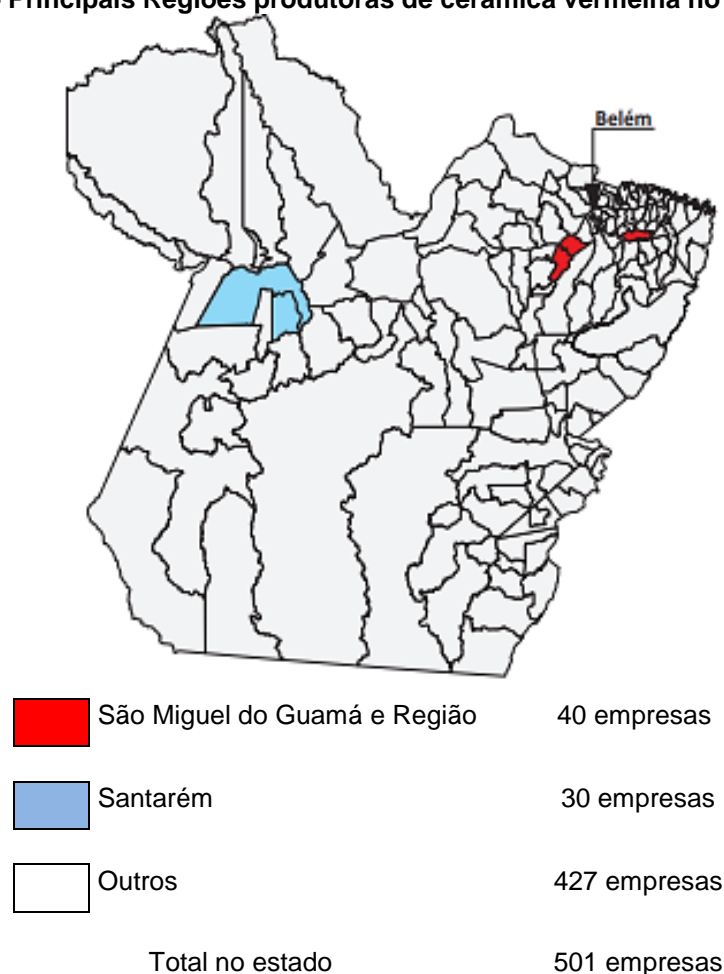 Principais Regiões produtoras de cerâmica vermelha no
Belém
São Miguel do Guamá e Região 40 empresas
Santarém 30 empresas
Outros 427 empresas
Total no estado 501 empresas